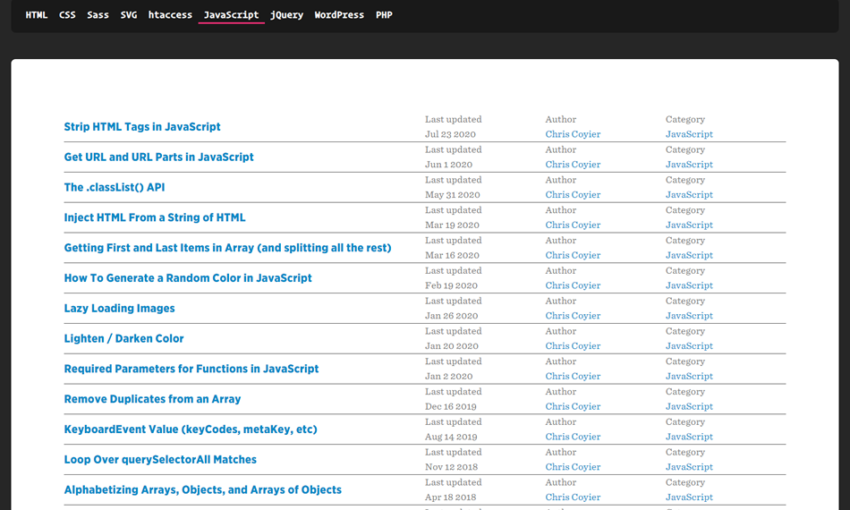 HTML CSS Sass SVG htaccess JavaScript jQuery WordPress PHP
Strip HTML Tags in JavaScript
Last updated Author Category
Jul 23 2020 Chris Coyier JavaScript
Get URL and URL Parts in JavaScript
Last updated Author Category
Jun 1 2020 Chris Coyier JavaScript
The .classList() API
Last updated Author Category
May 31 2020 Chris Coyier JavaScript
Inject HTML From a String of HTML
Last updated Author Category
Mar 19 2020 Chris Coyier JavaScript
Getting First and Last Items in Array (and splitting all the rest)
Last updated Author Category
Mar 16 2020 Chris Coyier JavaScript
How To Generate a Random Color in JavaScript
Last updated Author Category
Feb 19 2020 Chris Coyier JavaScript
Lazy Loading Images
Last updated Author Category
Jan 26 2020 Chris Coyier JavaScript
Lighten / Darken Color
Last updated Author Category
Jan 20 2020 Chris Coyier JavaScript
Required Parameters for Functions in JavaScript
Last updated Author Category
Jan 2 2020 Chris Coyier JavaScript
Remove Duplicates from an Array
Last updated Author Category
Dec 16 2019 Chris Coyier JavaScript
KeyboardEvent Value (keyCodes, metaKey, etc)
Last updated Author Category
Aug 14 2019 Chris Coyier JavaScript
Loop Over querySelectorAll Matches
Last updated Author Category
Nov 12 2018 Chris Coyier JavaScript
Alphabetizing Arrays, Objects, and Arrays of Objects
Last updated Author Category
Apr 18 2018 Chris Coyier JavaScript